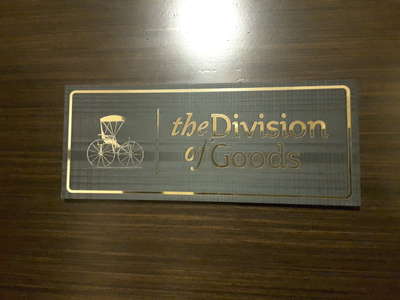 the Division
of Goods